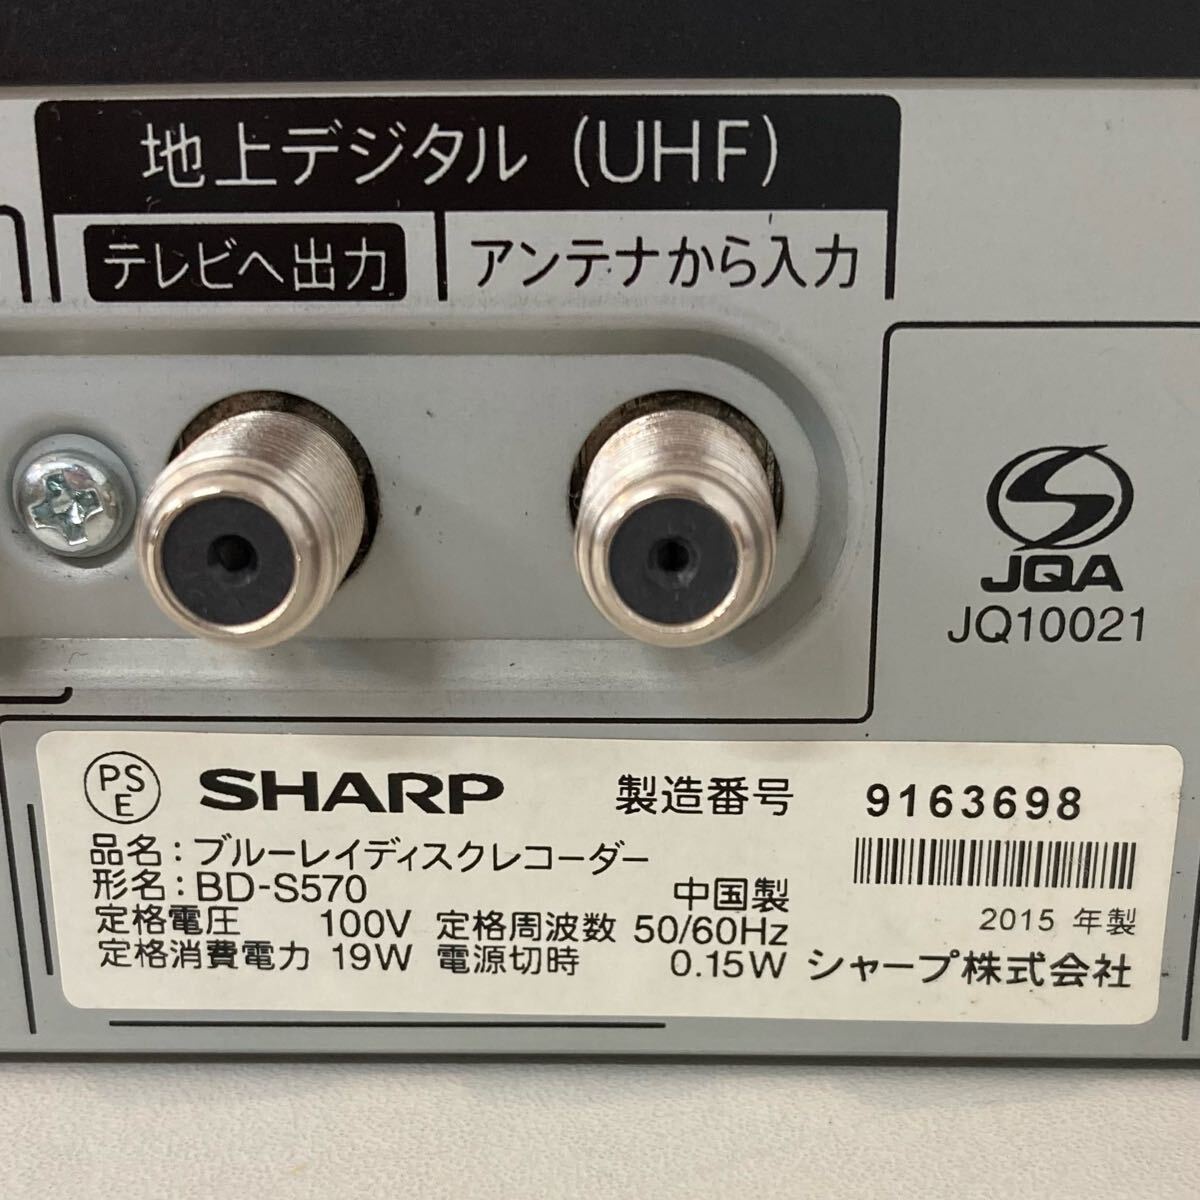 地上デジタル (UHF)
テレビへ出力 アンテナから入力
JQA
JQ10021
PSE SHARP 製造番号 9163698
品名:ブルーレイディスクレコーダー
形名:BD-S570 中国製
2015 年製
定格電圧 100V 定格周波数 50/60Hz
定格消費電力 19W 電源切時 0.15W シャープ株式会社